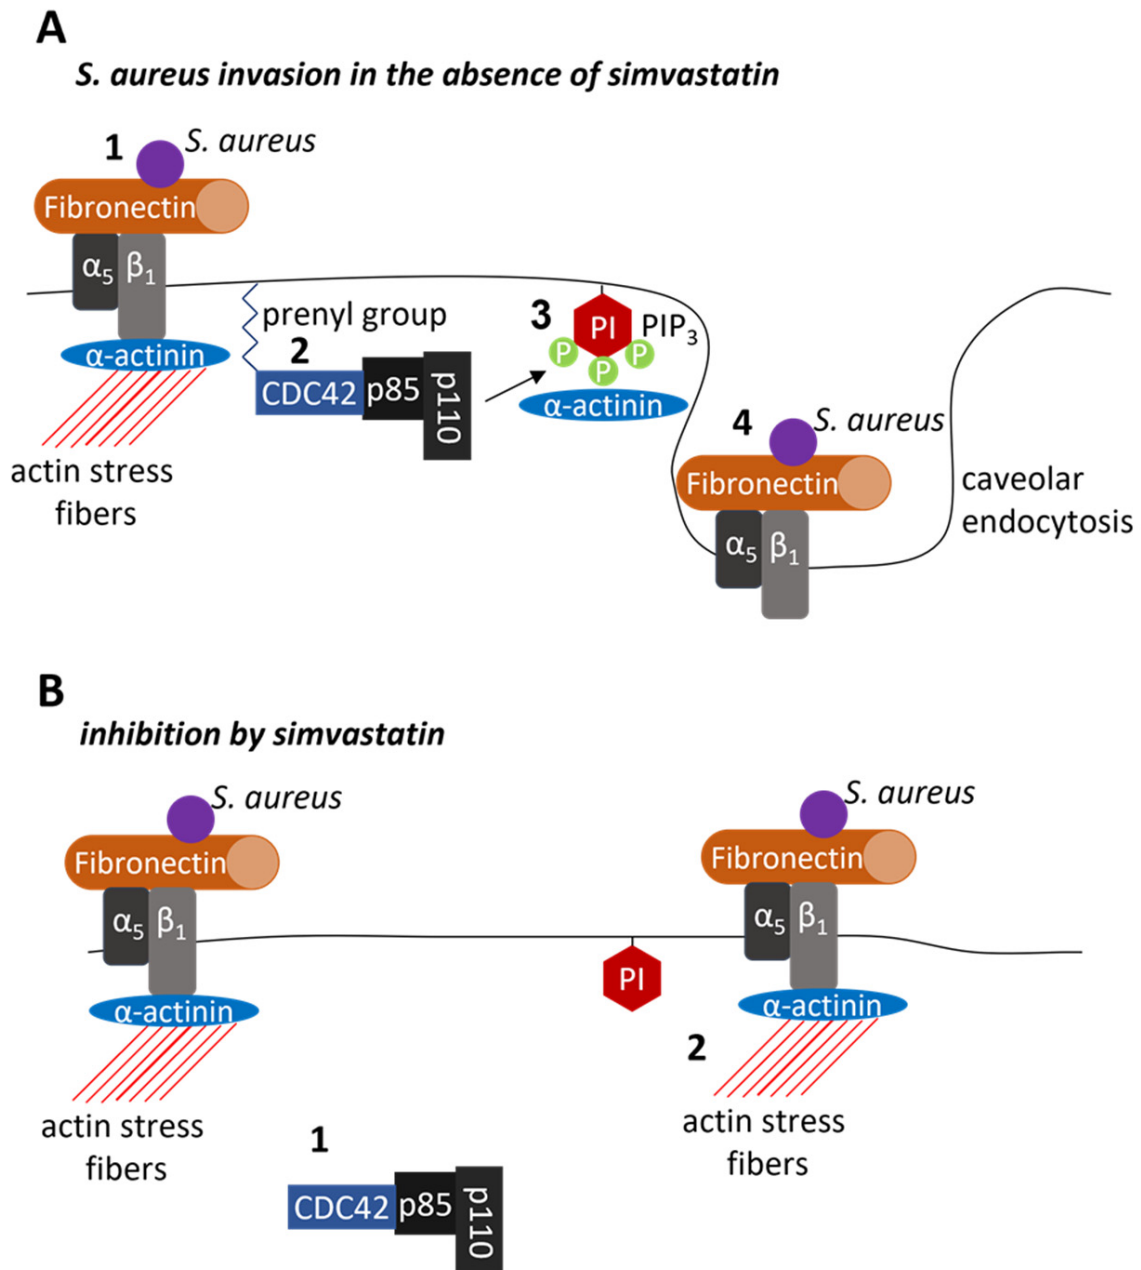 A
S. aureus invasion in the absence of simvastatin
1
S. aureus
Fibronectin
α5
β1
α-actinin
actin stress
fibers
prenyl group
2
CDC42
p85
p110
3
PI
PIP3
P
P
P
α-actinin
4
S. aureus
Fibronectin
α5
β1
caveolar
endocytosis
B
inhibition by simvastatin
S. aureus
Fibronectin
α5
β1
α-actinin
actin stress
fibers
1
CDC42
p85
p110
PI
S. aureus
Fibronectin
α5
β1
α-actinin
2
actin stress
fibers